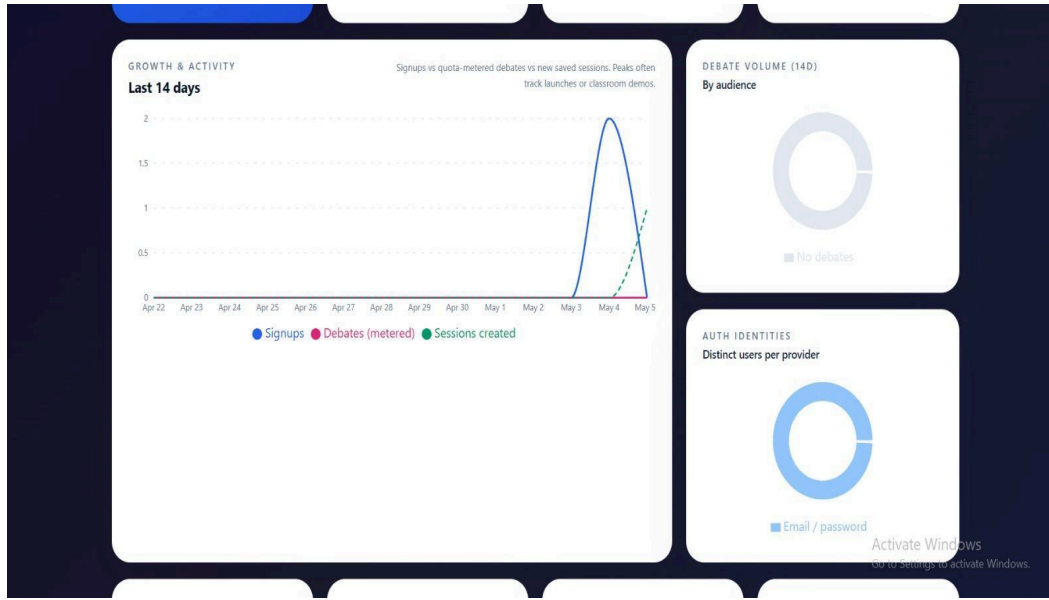 GROWTH & ACTIVITY
Last 14 days
Signups vs quota-metered debates vs new saved sessions. Peaks often
track launches or classroom demos.
2
1.5
1
0.5
0
Apr 22 Apr 23 Apr 24 Apr 25 Apr 26 Apr 27 Apr 28 Apr 29 Apr 30 May 1 May 2 May 3 May 4 May 5
Signups Debates (metered) Sessions created
DEBATE VOLUME (14D)
By audience
No debates
AUTH IDENTITIES
Distinct users per provider
Email / password
Activate Windows
Go to Settings to activate Windows.